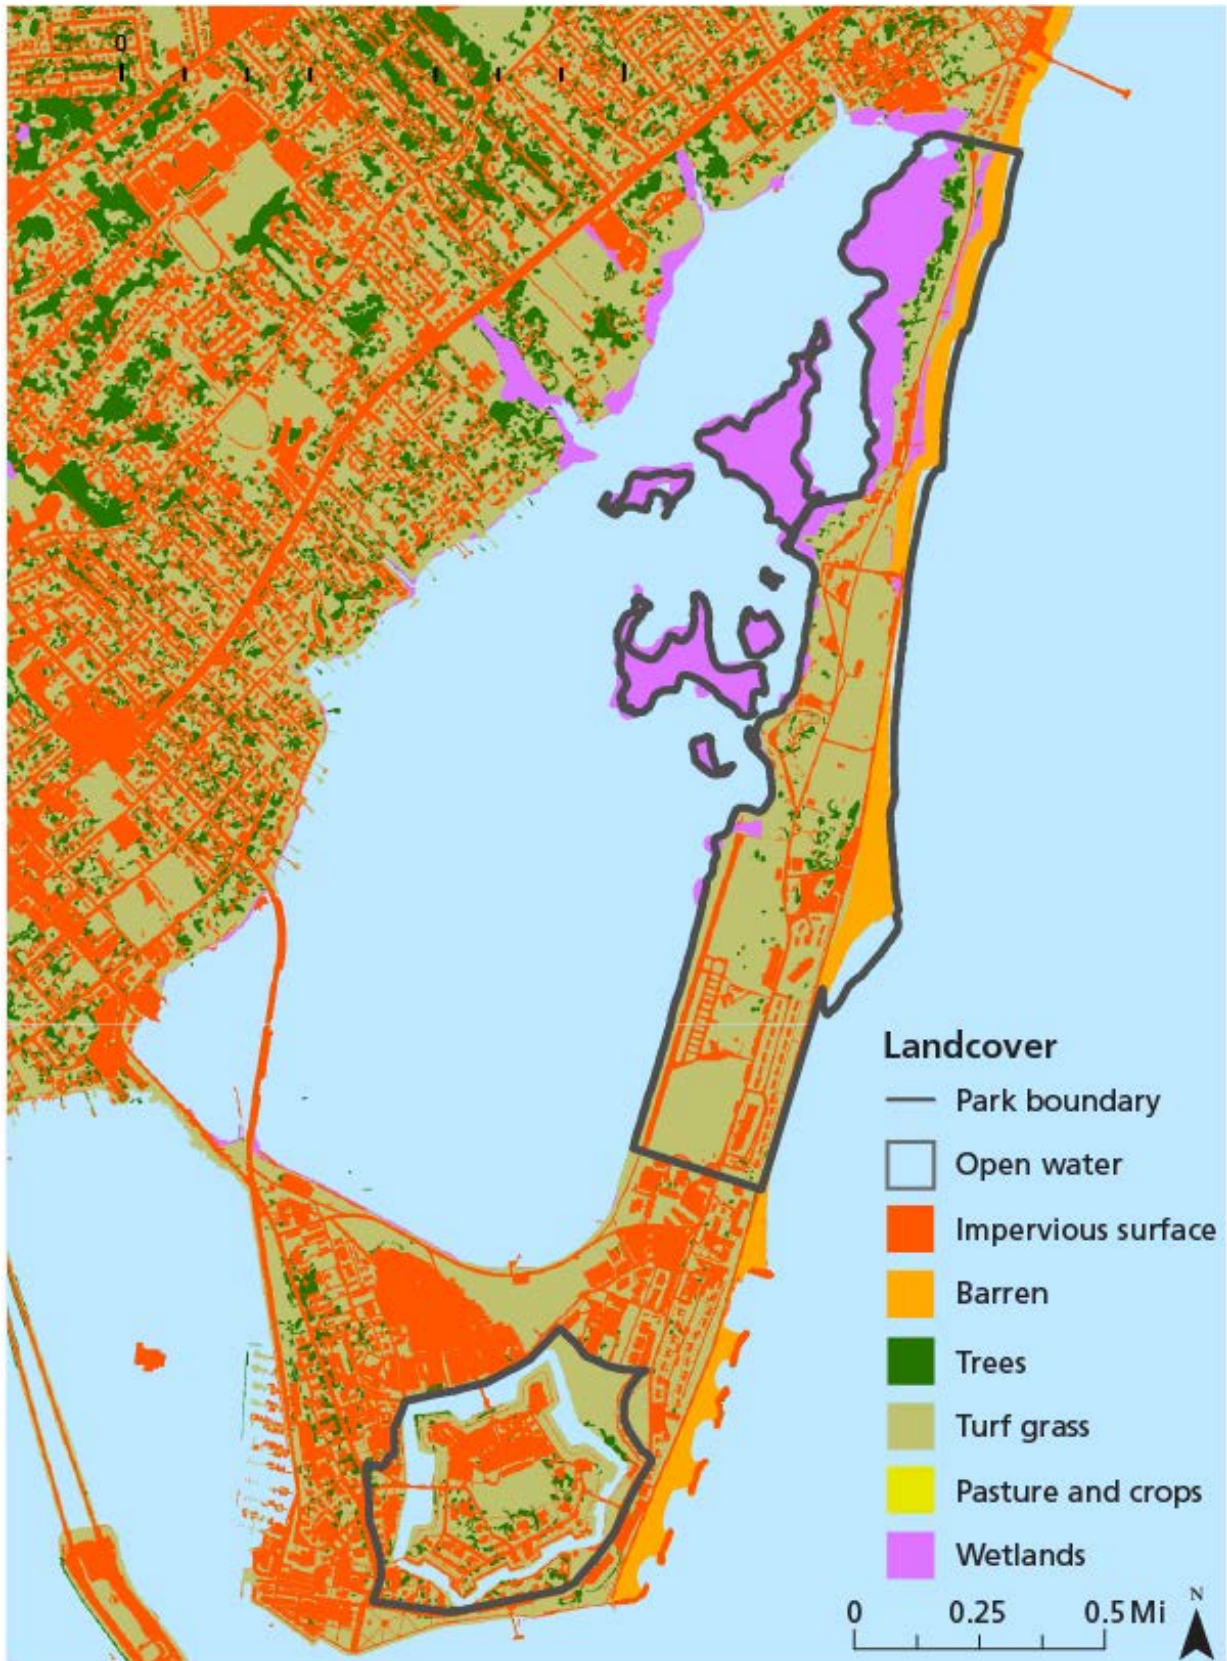 0
Landcover
Park boundary
Open water
Impervious surface
Barren
Trees
Turf grass
Pasture and crops
Wetlands
0 0.25 0.5 Mi
N